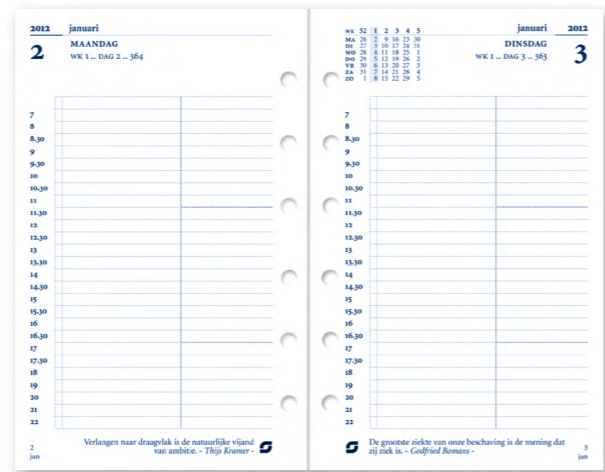 2012 januari
2
MAANDAG
WK 1 .. DAG 2 .. 364
7
8
8.30
9
9.30
10
10.30
11
11.30
12
12.30
13
13.30
14
14.30
15
15.30
16
16.30
17
17.30
18
19
20
21
22
2
jan
Verlangen naar draagvlak is de natuurlijke vijand
van ambitie. - Thijs Kramer -
WK 52 1 2 3 4 5
MA 26 2 9 16 23 30
DI 27 3 10 17 24 31
WO 28 4 11 18 25 1
DO 29 5 12 19 26 2
VR 30 6 13 20 27 3
ZA 31 7 14 21 28 4
ZO 1 8 15 22 29 5
januari 2012
DINSDAG
3
WK 1 .. DAG 3 .. 363
7
8
8.30
9
9.30
10
10.30
11
11.30
12
12.30
13
13.30
14
14.30
15
15.30
16
16.30
17
17.30
18
19
20
21
22
De grootste ziekte van onze beschaving is de mening dat
zij ziek is. - Godfried Bomans -
3
jan